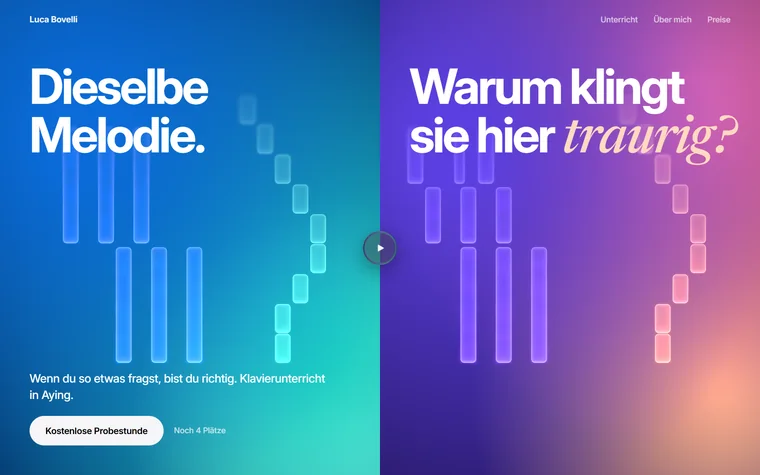 Luca Bovelli
Unterricht Über mich Preise
Dieselbe
Melodie.
Warum klingt
sie hier traurig?
Wenn du so etwas fragst, bist du richtig. Klavierunterricht
in Aying.
Kostenlose Probestunde
Noch 4 Plätze